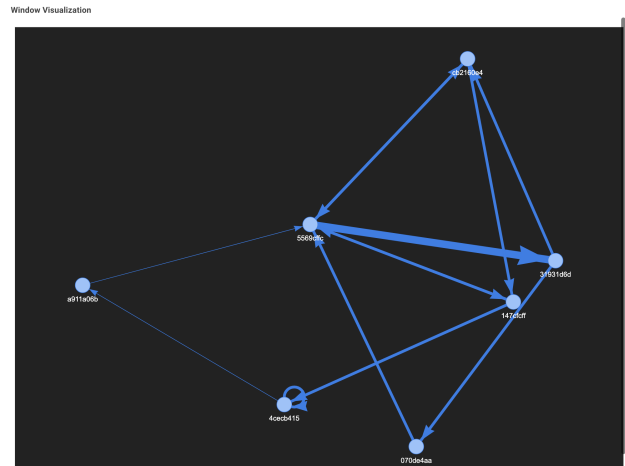 Window Visualization
cb2160e4
5569cffc
31931d6d
a911a06b
147cfcff
4cecb415
070de4aa